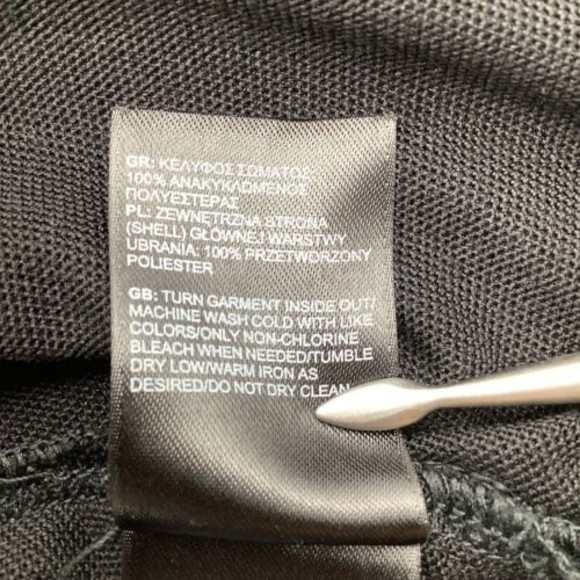 GR: ΚΕΛΥΦΟΣ ΣΩΜΑΤΟΣ:
100% ΑΝΑΚΥΚΛΩΜΕΝΟΣ
ΠΟΛΥΕΣΤΕΡΑΣ
PL: ZEWNĘTRZNA STRONA
(SHELL) GŁÓWNEJ WARSTWY
UBRANIA: 100% PRZETWORZONY
POLIESTER
GB: TURN GARMENT INSIDE OUT/
MACHINE WASH COLD WITH LIKE
COLORS/ONLY NON-CHLORINE
BLEACH WHEN NEEDED/TUMBLE
DRY LOW/WARM IRON AS
DESIRED/DO NOT DRY CLEAN